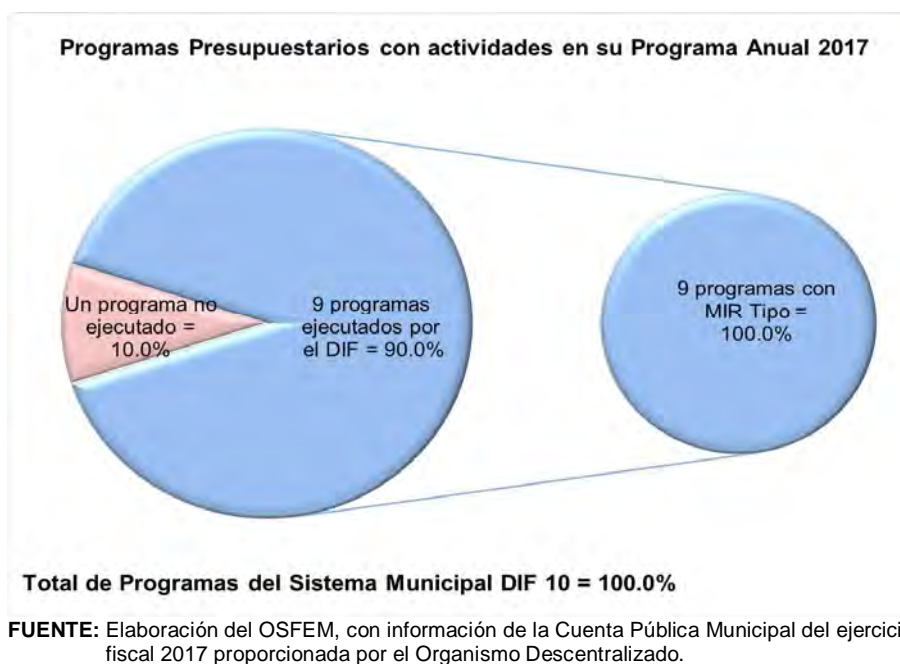 Programas Presupuestarios con actividades en su Programa Anual 2017
Un programa no
ejecutado =
10.0%
9 programas
ejecutados por
el DIF = 90.0%
9 programas con
MIR Tipo =
100.0%
Total de Programas del Sistema Municipal DIF 10 = 100.0%
FUENTE: Elaboración del OSFEM, con información de la Cuenta Pública Municipal del ejercici
fiscal 2017 proporcionada por el Organismo Descentralizado.